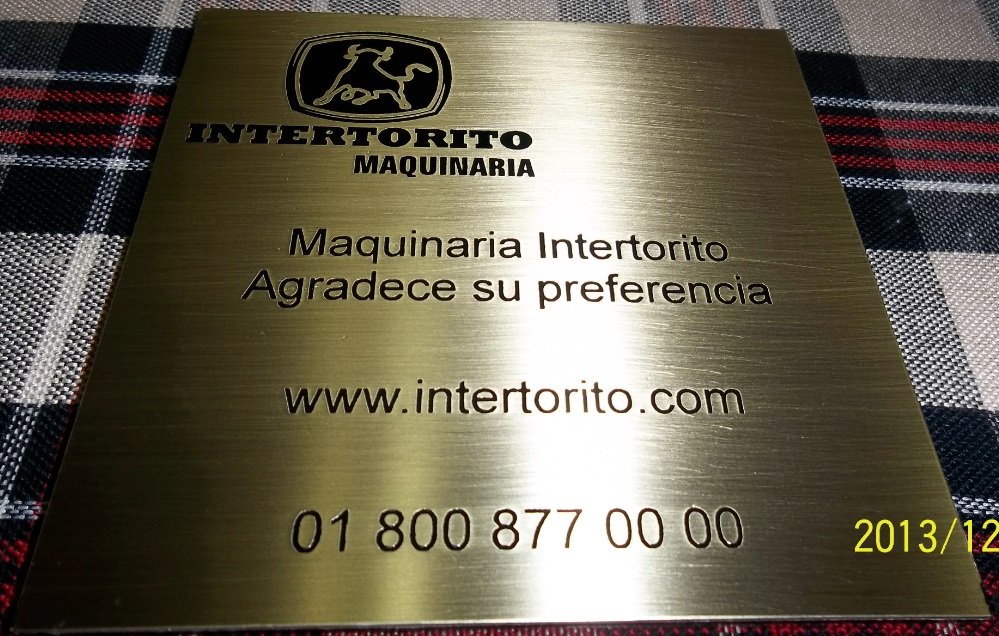 INTERTORITO
MAQUINARIA
Maquinaria Intertorito
Agradece su preferencia
www.intertorito.com
01 800 877 00 00
2013/12